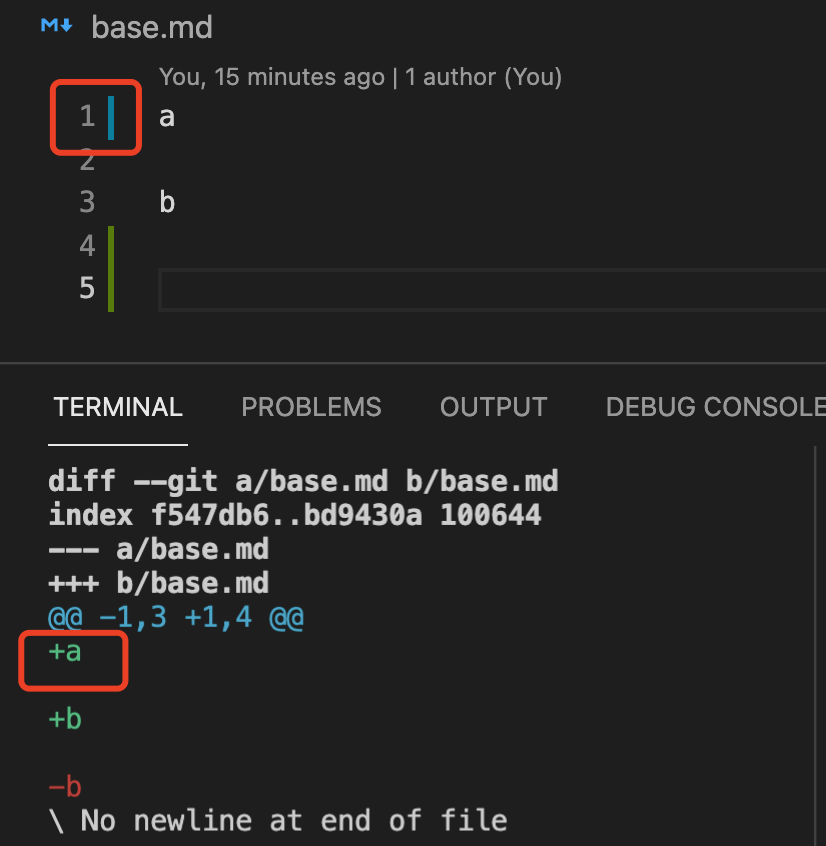 M↓ base.md
You, 15 minutes ago | 1 author (You)
1 a
2
3 b
4
5
TERMINAL PROBLEMS OUTPUT DEBUG CONSOLE
diff --git a/base.md b/base.md
index f547db6..bd9430a 100644
--- a/base.md
+++ b/base.md
@@ -1,3 +1,4 @@
+a
+b
-b
\ No newline at end of file